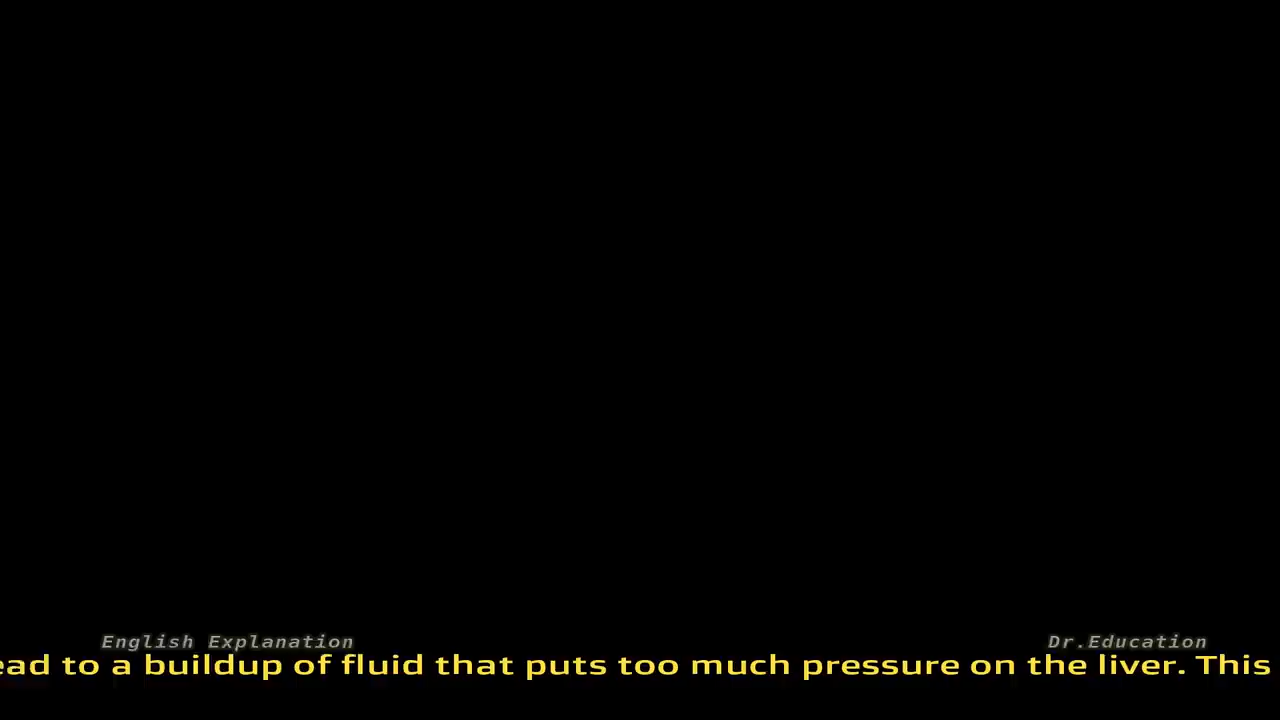 English Explanation
Dr.Education
ead to a buildup of fluid that puts too much pressure on the liver. This